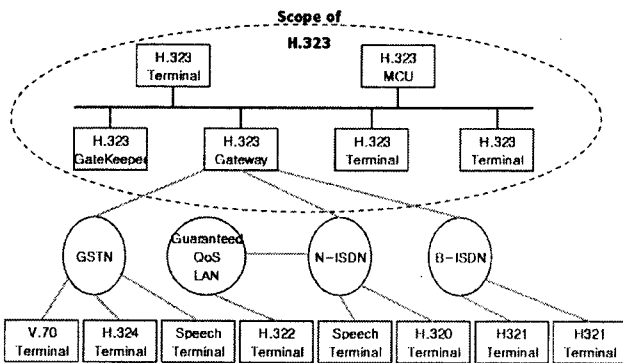 Scope of
H.323
H.323
Terminal
H.323
MCU
H.323
GateKeeper
H.323
Gateway
H.323
Terminal
H.323
Terminal
GSTN
Guaranteed
QoS
LAN
N-ISDN
B-ISDN
V.70
Terminal
H.324
Terminal
Speech
Terminal
H.322
Terminal
Speech
Terminal
H.320
Terminal
H321
Terminal
H321
Terminal